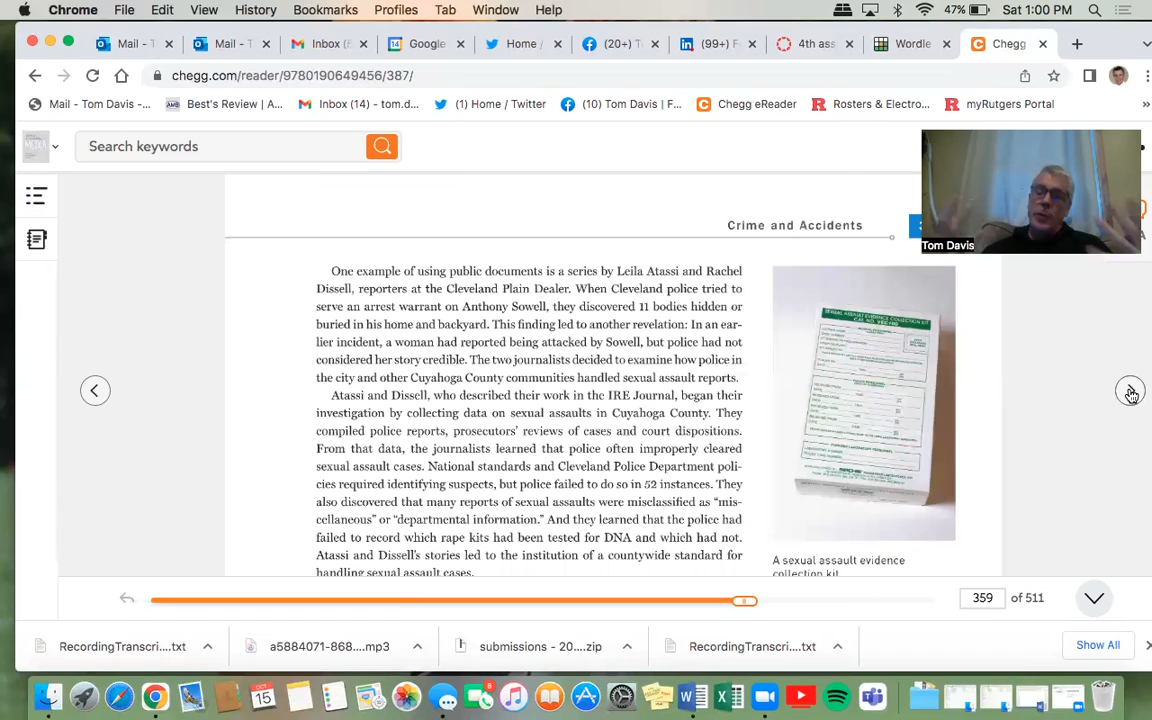 Chrome File Edit View History Bookmarks Profiles Tab Window Help 47% Sat 1:00 PM
Mail - T Mail - T Inbox ( Google Home / (20+) T (99+) F 4th ass Wordle Chegg
chegg.com/reader/9780190649456/387/
Mail - Tom Davis -... Best's Review | A... Inbox (14) - tom.d... (1) Home / Twitter (10) Tom Davis | F... Chegg eReader Rosters & Electro... myRutgers Portal
Search keywords
Tom Davis
Crime and Accidents
One example of using public documents is a series by Leila Atassi and Rachel
Dissell, reporters at the Cleveland Plain Dealer. When Cleveland police tried to
serve an arrest warrant on Anthony Sowell, they discovered 11 bodies hidden or
buried in his home and backyard. This finding led to another revelation: In an ear-
lier incident, a woman had reported being attacked by Sowell, but police had not
considered her story credible. The two journalists decided to examine how police in
the city and other Cuyahoga County communities handled sexual assault reports.
Atassi and Dissell, who described their work in the IRE Journal, began their
investigation by collecting data on sexual assaults in Cuyahoga County. They
compiled police reports, prosecutors' reviews of cases and court dispositions.
From that data, the journalists learned that police often improperly cleared
sexual assault cases. National standards and Cleveland Police Department poli-
cies required identifying suspects, but police failed to do so in 52 instances. They
also discovered that many reports of sexual assaults were misclassified as "mis-
cellaneous" or "departmental information." And they learned that the police had
failed to record which rape kits had been tested for DNA and which had not.
Atassi and Dissell's stories led to the institution of a countywide standard for
handling sexual assault cases.
SEXUAL ASSAULT EVIDENCE COLLECTION KIT
A sexual assault evidence
collection kit
359 of 511
RecordingTranscri....txt a5884071-868....mp3 submissions - 20....zip RecordingTranscri....txt Show All
OCT
15
8